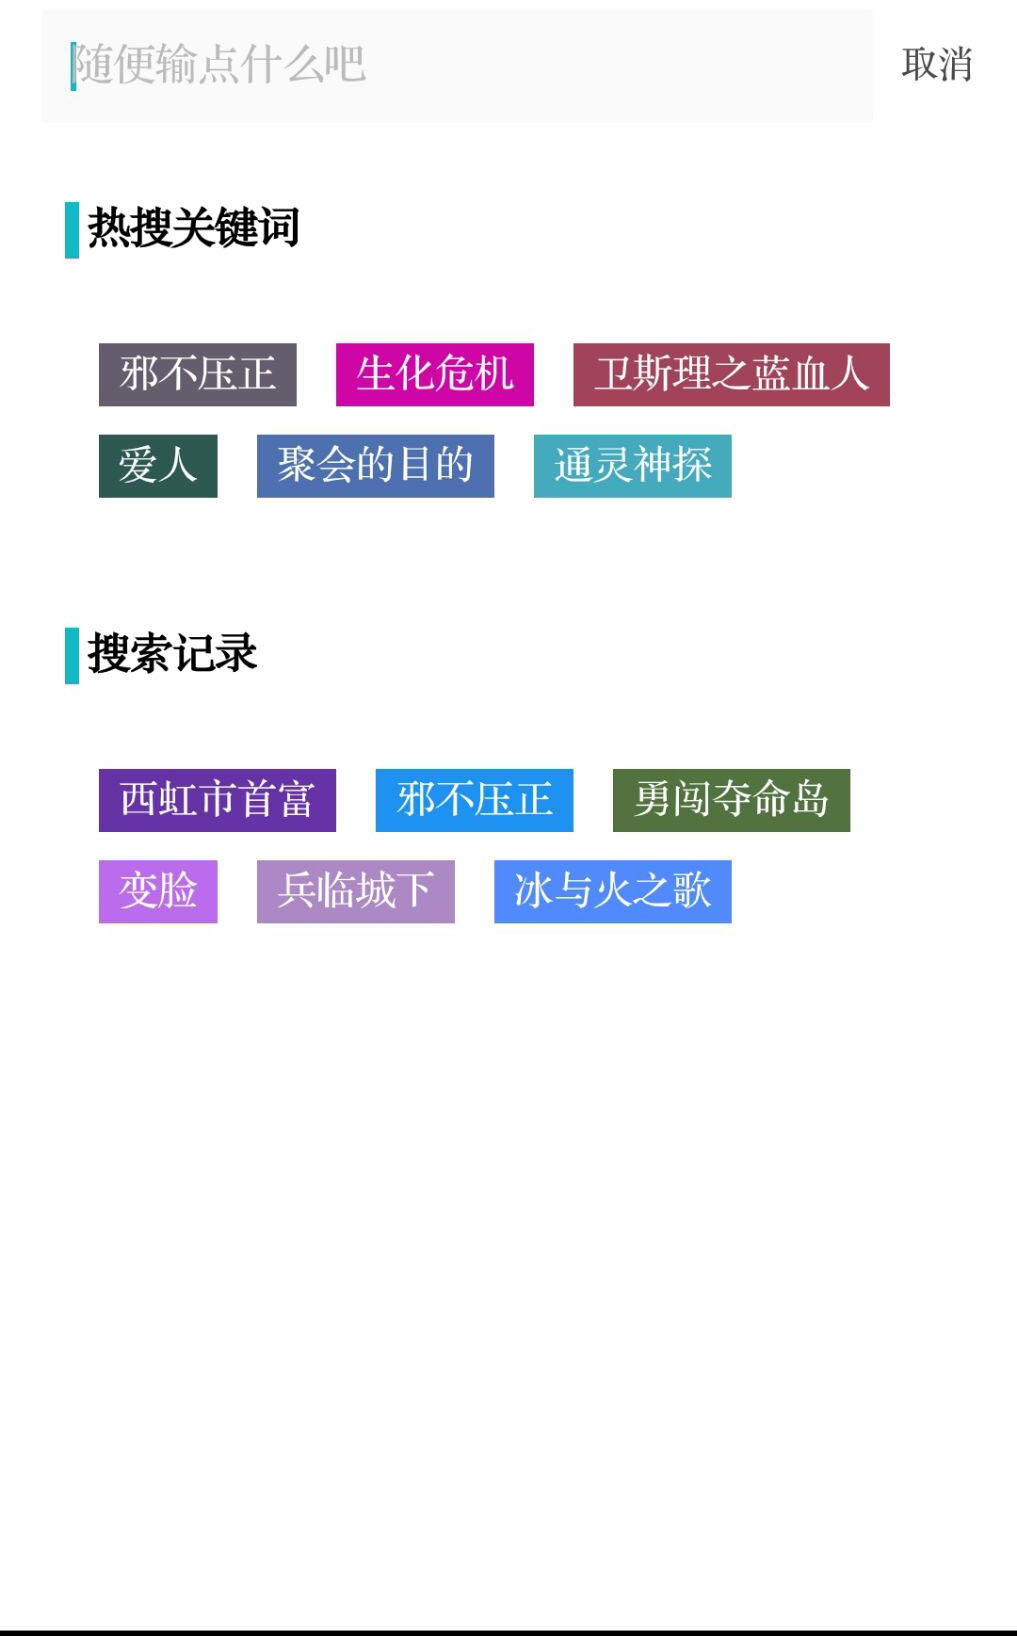 随便输点什么吧 取消
热搜关键词
邪不压正 生化危机 卫斯理之蓝血人
爱人 聚会的目的 通灵神探
搜索记录
西虹市首富 邪不压正 勇闯夺命岛
变脸 兵临城下 冰与火之歌